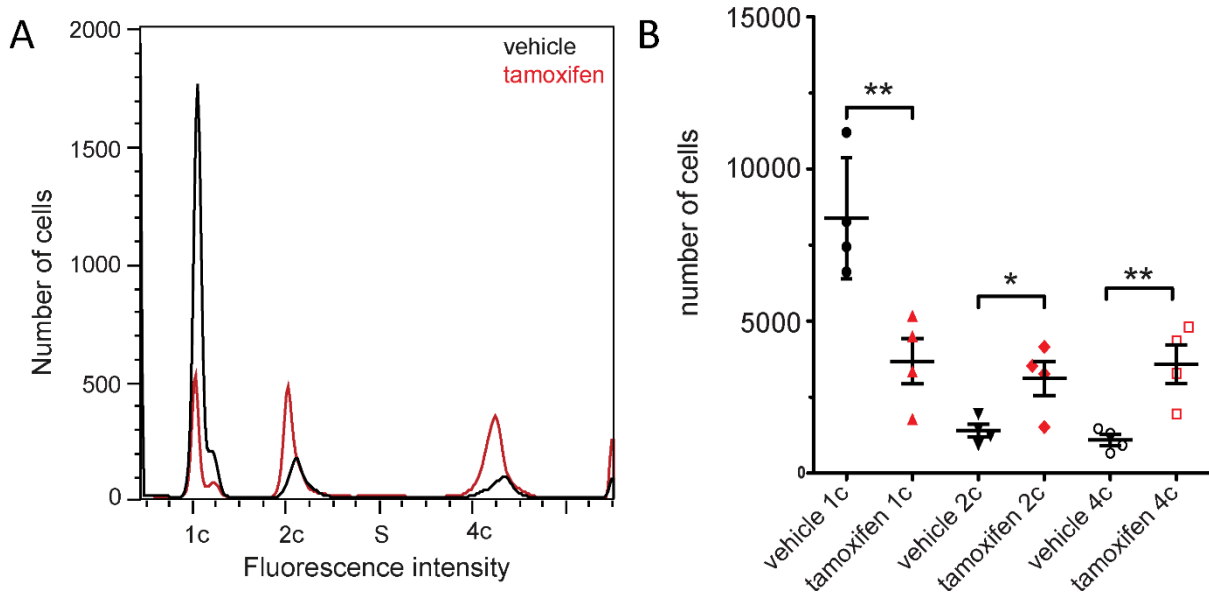 A
Number of cells
2000
1500
1000
500
0
vehicle
tamoxifen
1c 2c S 4c
Fluorescence intensity
B
number of cells
15000
10000
5000
0
**
*
**
vehicle 1c
tamoxifen 1c
vehicle 2c
tamoxifen 2c
vehicle 4c
tamoxifen 4c